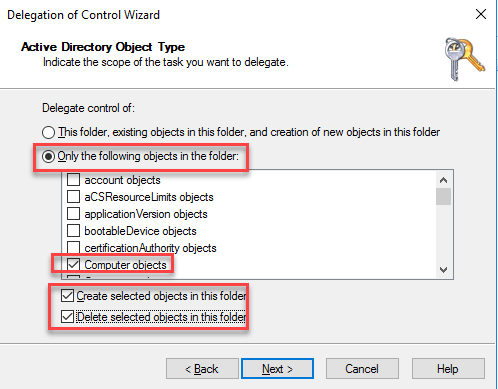 Delegation of Control Wizard
Active Directory Object Type
Indicate the scope of the task you want to delegate.
Delegate control of:
This folder, existing objects in this folder, and creation of new objects in this folder
Only the following objects in the folder:
account objects
aCSResourceLimits objects
applicationVersion objects
bootableDevice objects
certificationAuthority objects
Computer objects
Create selected objects in this folder
Delete selected objects in this folder
< Back
Next >
Cancel
Help